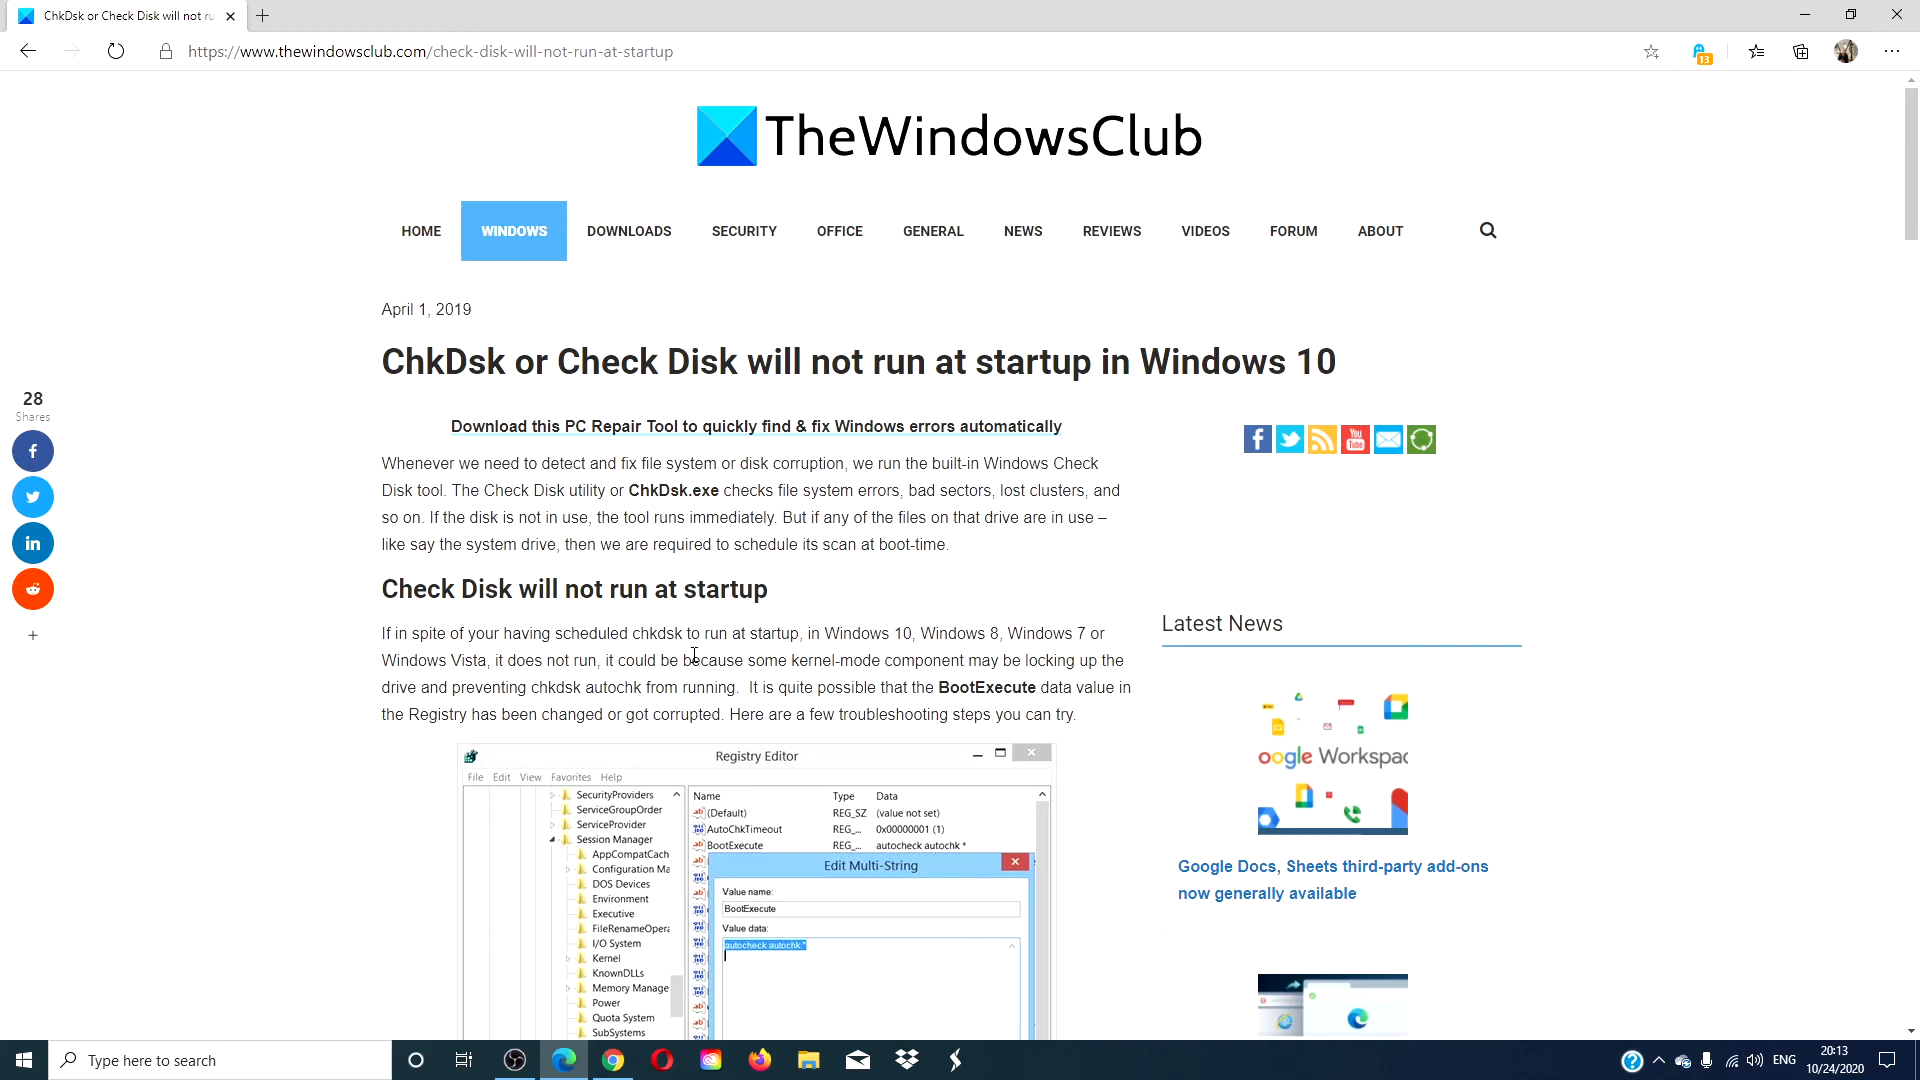 ChkDsk or Check Disk will not ru
https://www.thewindowsclub.com/check-disk-will-not-run-at-startup
13
TheWindowsClub
HOME WINDOWS DOWNLOADS SECURITY OFFICE GENERAL NEWS REVIEWS VIDEOS FORUM ABOUT
April 1, 2019
ChkDsk or Check Disk will not run at startup in Windows 10
28
Shares
Download this PC Repair Tool to quickly find & fix Windows errors automatically
You Tube
Whenever we need to detect and fix file system or disk corruption, we run the built-in Windows Check
Disk tool. The Check Disk utility or ChkDsk.exe checks file system errors, bad sectors, lost clusters, and
so on. If the disk is not in use, the tool runs immediately. But if any of the files on that drive are in use –
like say the system drive, then we are required to schedule its scan at boot-time.
Check Disk will not run at startup
If in spite of your having scheduled chkdsk to run at startup, in Windows 10, Windows 8, Windows 7 or
Windows Vista, it does not run, it could be because some kernel-mode component may be locking up the
drive and preventing chkdsk autochk from running.  It is quite possible that the BootExecute data value in
the Registry has been changed or got corrupted. Here are a few troubleshooting steps you can try.
Registry Editor
File Edit View Favorites Help
SecurityProviders
ServiceGroupOrder
ServiceProvider
Session Manager
AppCompatCach
Configuration Ma
DOS Devices
Environment
Executive
FileRenameOpera
I/O System
Kernel
KnownDLLs
Memory Manage
Power
Quota System
SubSystems
Name Type Data
(Default) REG_SZ (value not set)
AutoChkTimeout REG_... 0x00000001 (1)
BootExecute REG_... autocheck autochk *
Edit Multi-String
Value name:
BootExecute
Value data:
autocheck autochk *
Latest News
oogle Workspac
Google Docs, Sheets third-party add-ons
now generally available
Type here to search
ENG
20:13
10/24/2020